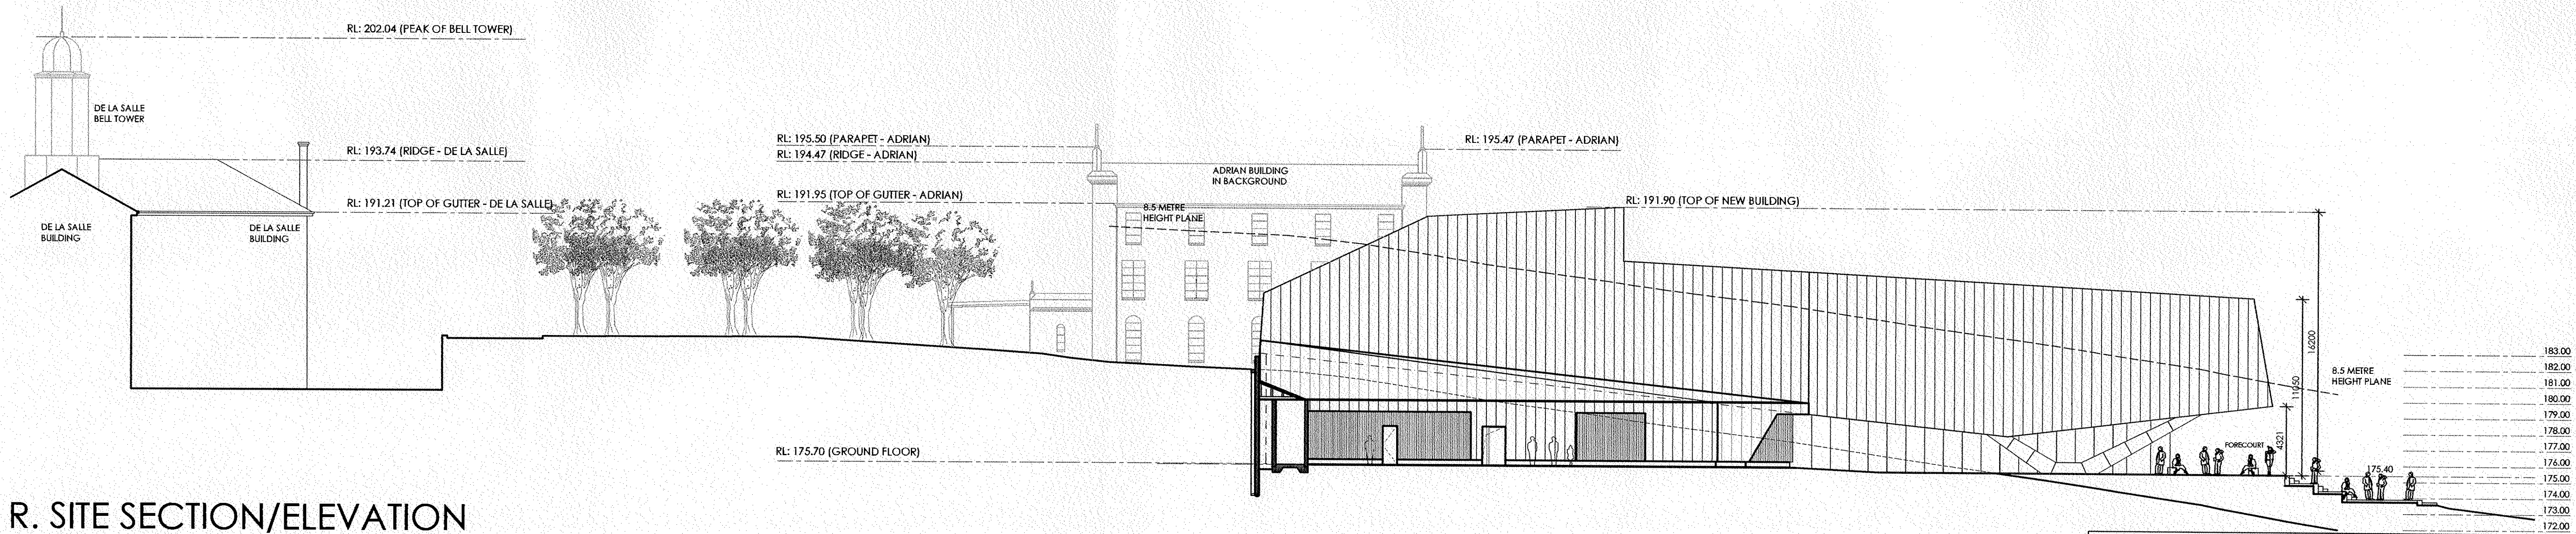 RL: 202.04 (PEAK OF BELL TOWER)
DE LA SALLE
BELL TOWER
RL: 193.74 (RIDGE - DE LA SALLE)
RL: 191.21 (TOP OF GUTTER - DE LA SALLE)
DE LA SALLE
BUILDING
DE LA SALLE
BUILDING
RL: 195.50 (PARAPET - ADRIAN)
RL: 194.47 (RIDGE - ADRIAN)
RL: 191.95 (TOP OF GUTTER - ADRIAN)
8.5 METRE
HEIGHT PLANE
ADRIAN BUILDING
IN BACKGROUND
RL: 195.47 (PARAPET - ADRIAN)
RL: 191.90 (TOP OF NEW BUILDING)
16200
11050
4321
8.5 METRE
HEIGHT PLANE
FORECOURT
175.40
RL: 175.70 (GROUND FLOOR)
183.00
182.00
181.00
180.00
179.00
178.00
177.00
176.00
175.00
174.00
173.00
172.00
R. SITE SECTION/ELEVATION